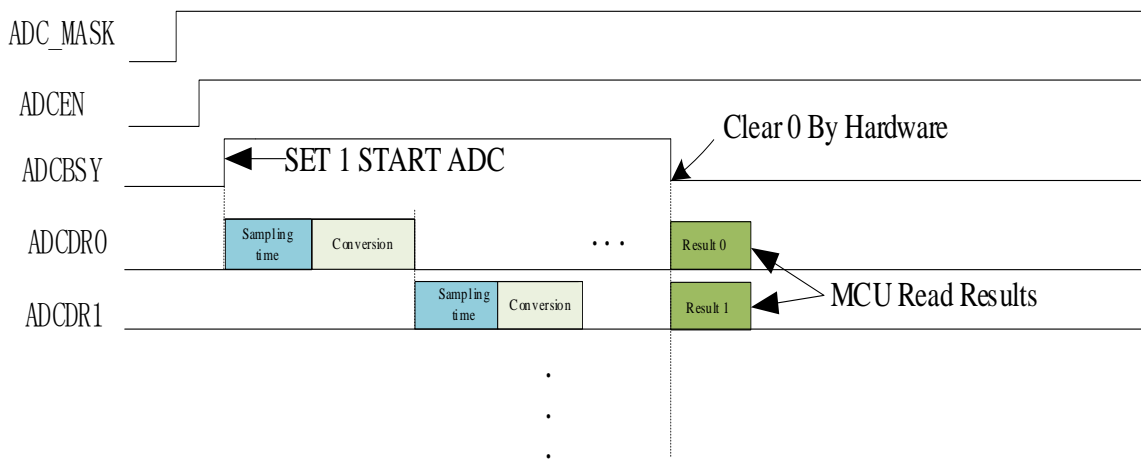 ADC_MASK
ADCEN
Clear 0 By Hardware
ADCBSY
SET 1 START ADC
ADCDR0
Sampling
time
Conversion
...
Result 0
MCU Read Results
ADCDR1
Sampling
time
Conversion
Result 1
.
.
.